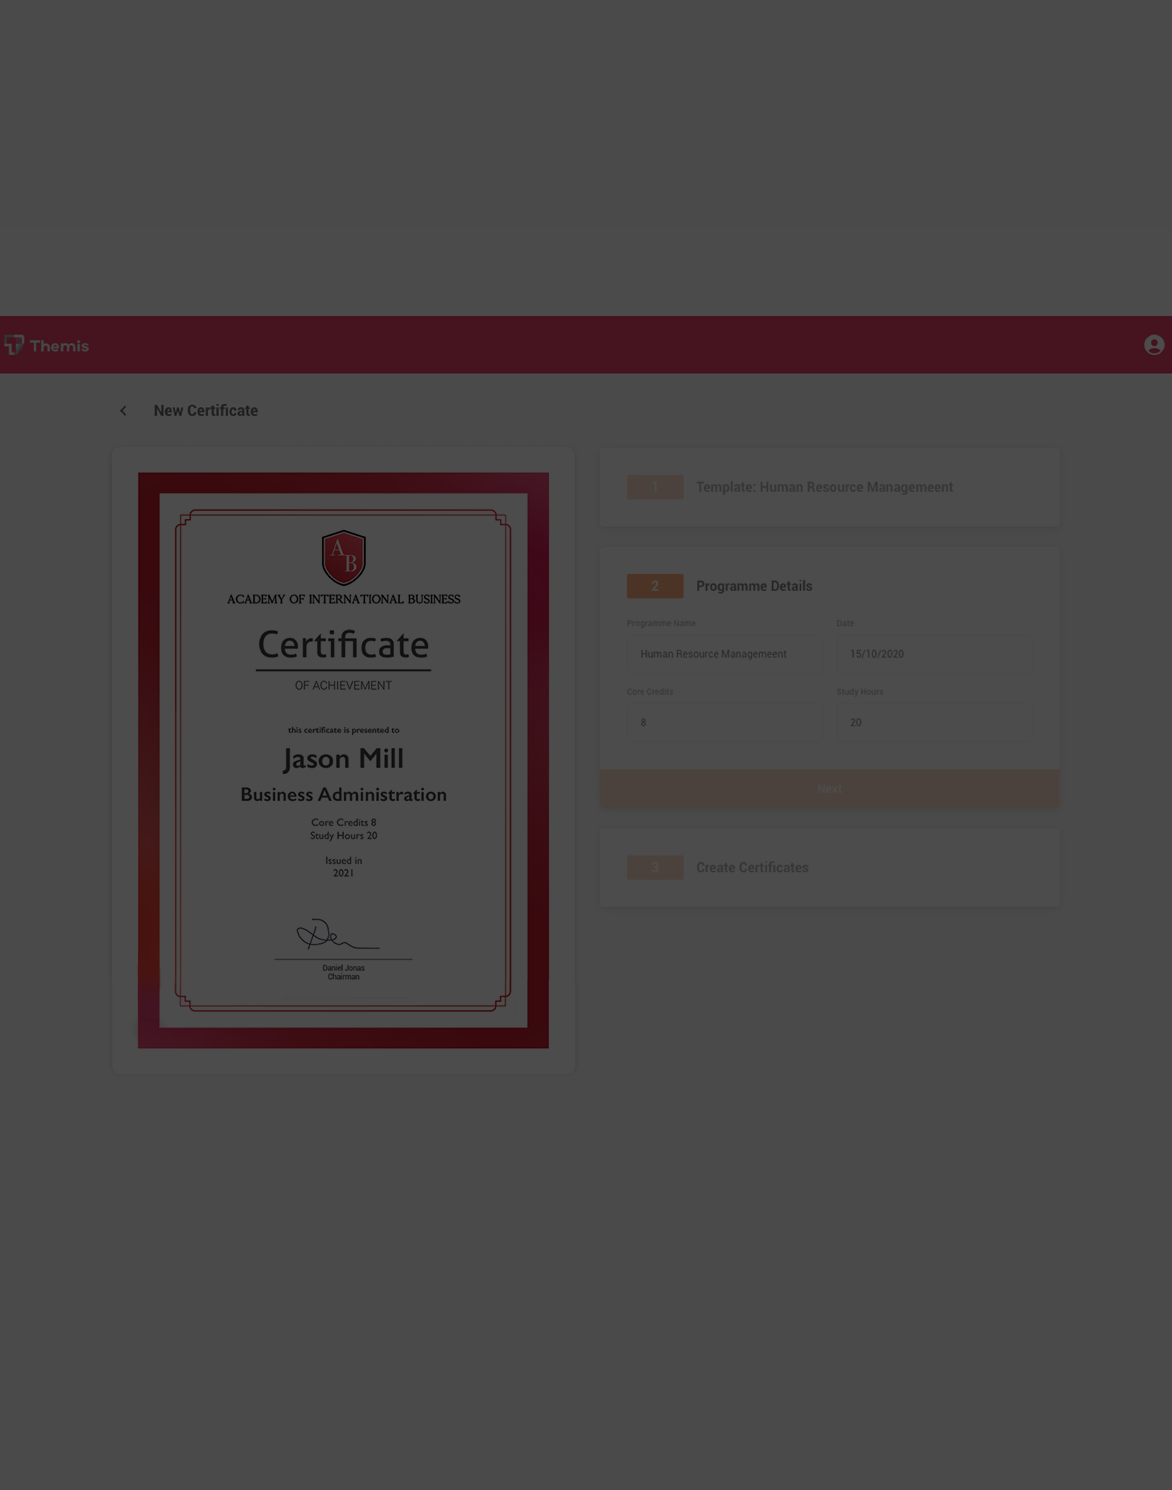 Themis
New Certificate
A
B
ACADEMY OF INTERNATIONAL BUSINESS
Certificate
OF ACHIEVEMENT
this certificate is presented to
Jason Mill
Business Administration
Core Credits 8
Study Hours 20
Issued in
2021
Daniel Jonas
Chairman
1 Template: Human Resource Managemeent
2 Programme Details
Programme Name Date
Human Resource Managemeent 15/10/2020
Core Credits Study Hours
8 20
Next
3 Create Certificates